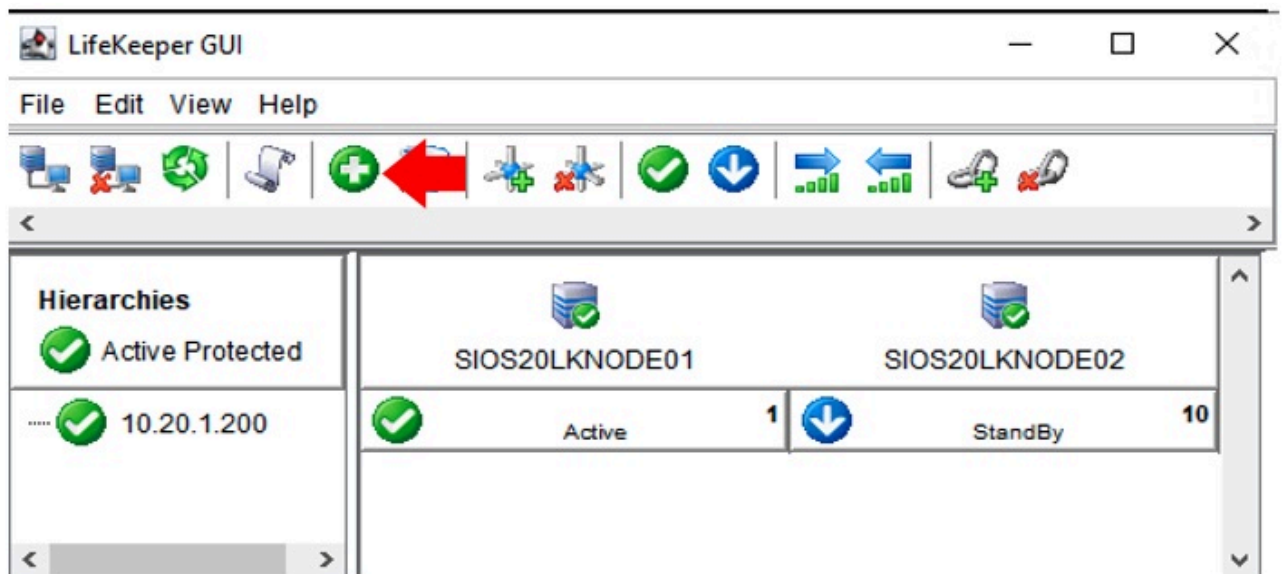 LifeKeeper GUI
File Edit View Help
Hierarchies
Active Protected
SIOS20LKNODE01
SIOS20LKNODE02
10.20.1.200
Active
1
StandBy
10